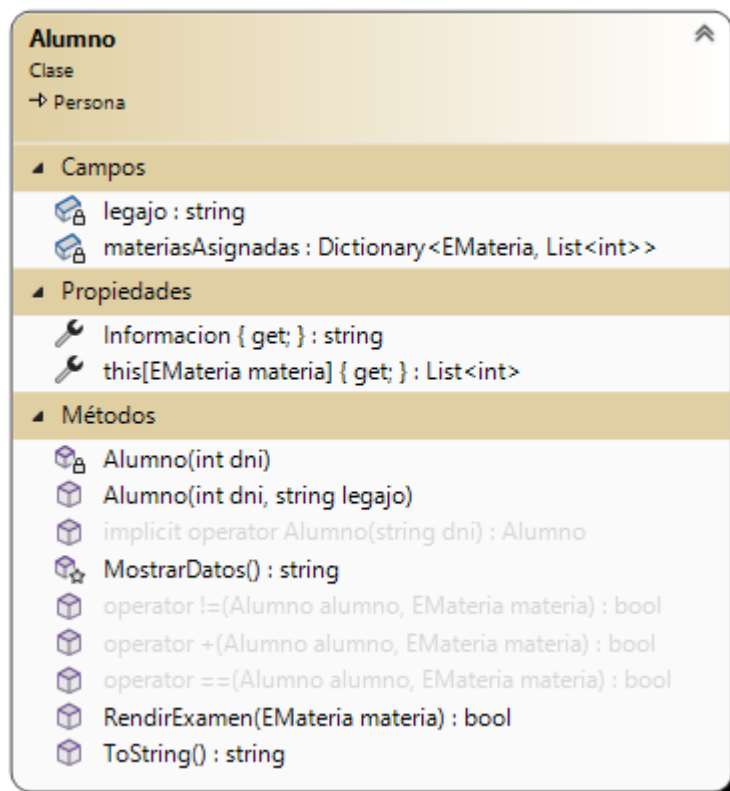 Alumno
Clase
Persona
Campos
legajo : string
materiasAsignadas : Dictionary<EMateria, List<int>>
Propiedades
Informacion { get; } : string
this[EMateria materia] { get; } : List<int>
Métodos
Alumno(int dni)
Alumno(int dni, string legajo)
implicit operator Alumno(string dni) : Alumno
MostrarDatos() : string
operator !=(Alumno alumno, EMateria materia) : bool
operator +(Alumno alumno, EMateria materia) : bool
operator ==(Alumno alumno, EMateria materia) : bool
RendirExamen(EMateria materia) : bool
ToString() : string